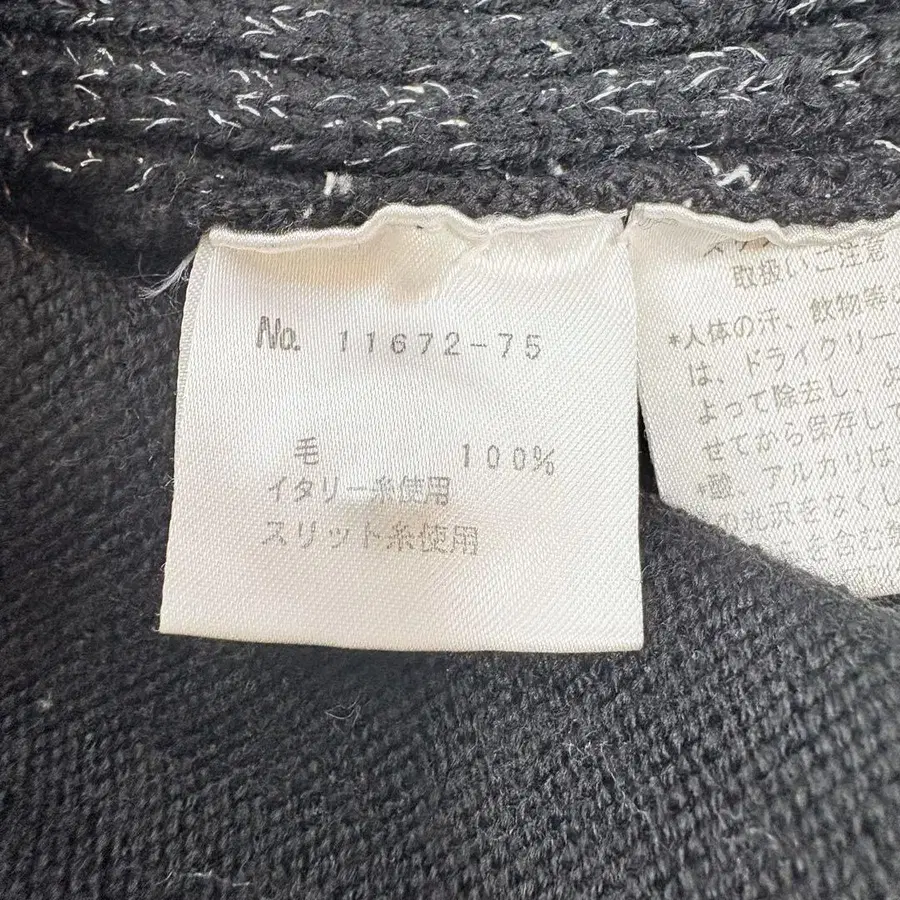 No. 11672-75
毛 100%
イタリー糸使用
スリット糸使用
取扱いご注意
*人体の汗、飲物等
は、ドライクリー
よって除去し、よ
せてから保存して
*酸、アルカリは
の光沢をなくし
を含む